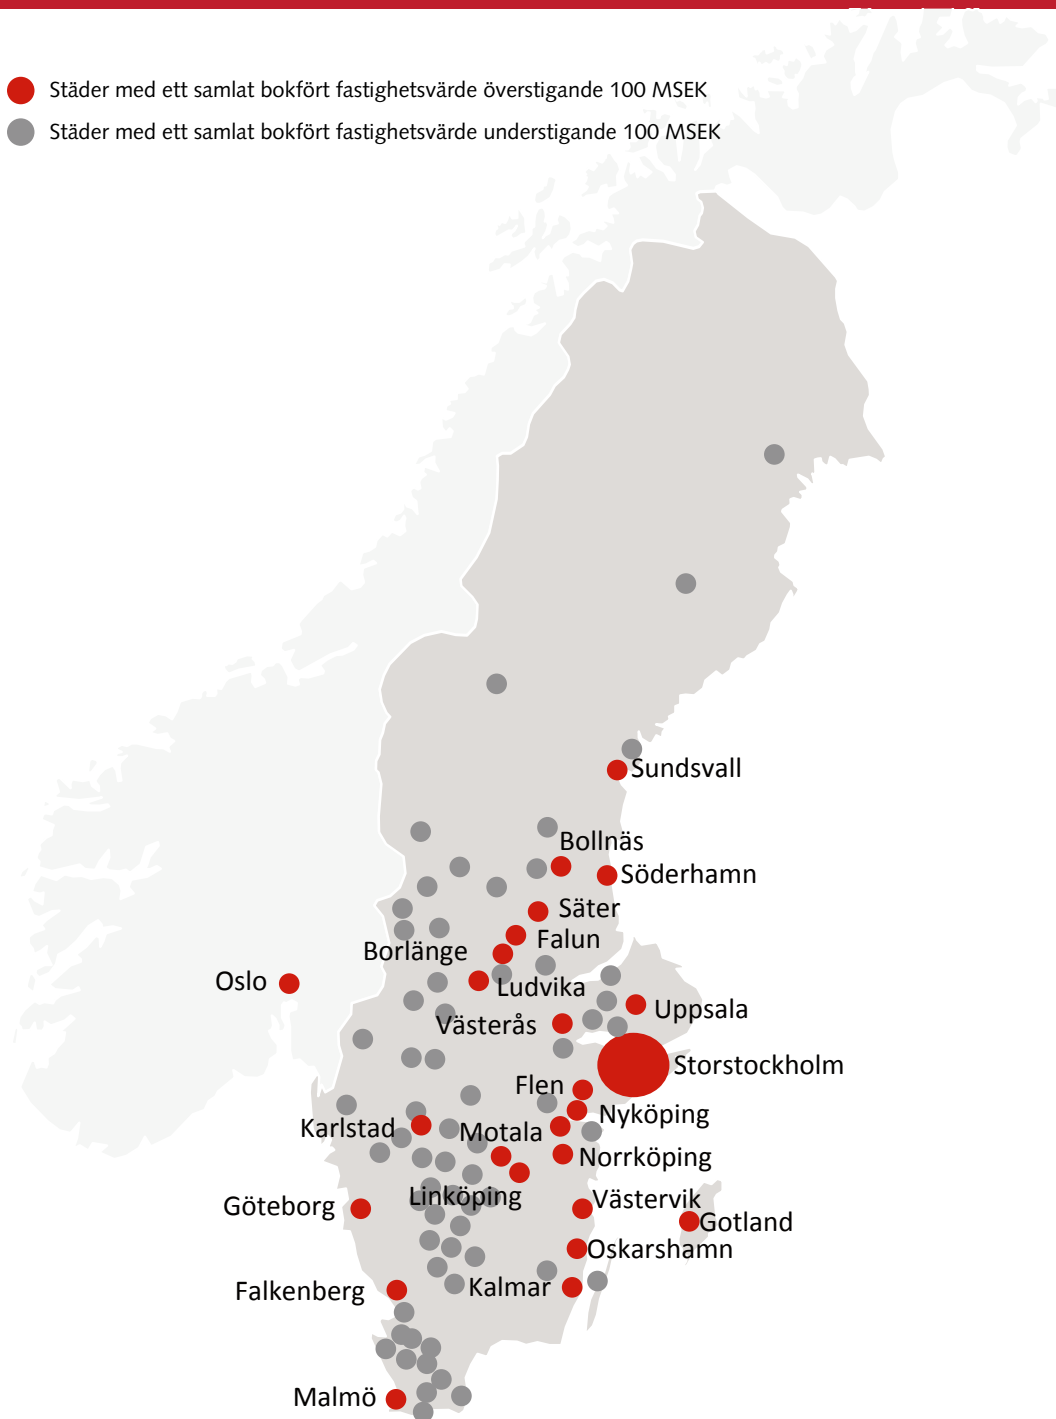 Städer med ett samlat bokfört fastighetsvärde överstigande 100 MSEK
Städer med ett samlat bokfört fastighetsvärde understigande 100 MSEK
Sundsvall
Bollnäs
Söderhamn
Säter
Falun
Borlänge
Oslo
Ludvika
Uppsala
Västerås
Storstockholm
Flen
Nyköping
Karlstad
Motala
Norrköping
Linköping
Västervik
Göteborg
Gotland
Oskarshamn
Kalmar
Falkenberg
Malmö